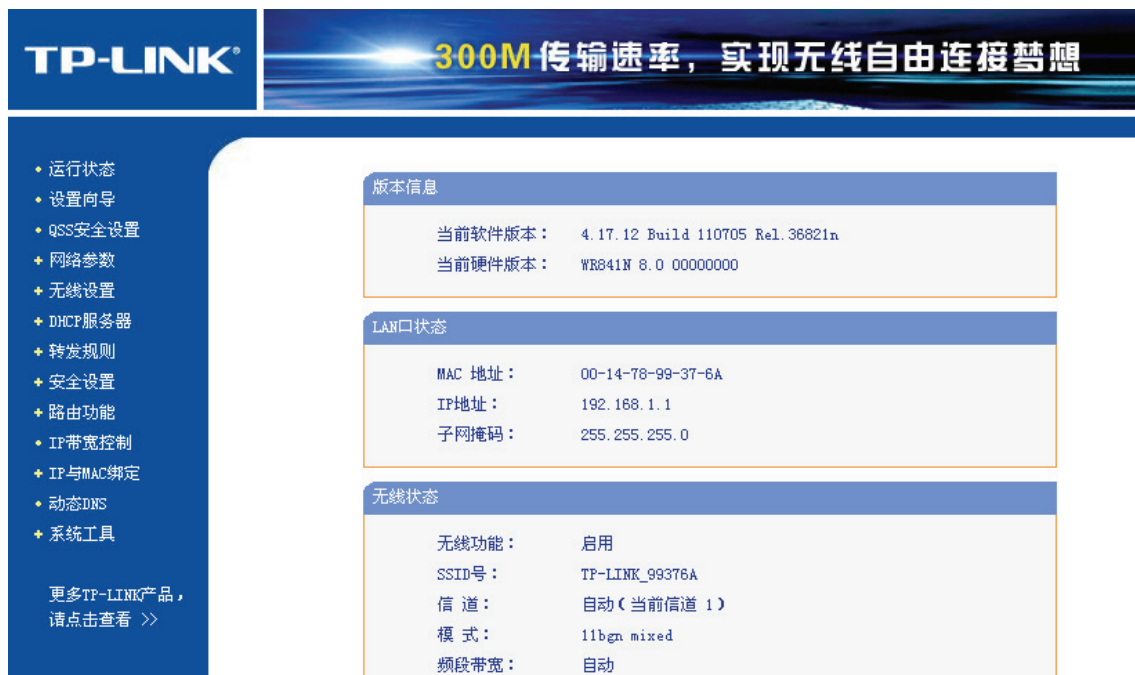 TP-LINK®
300M传输速率，实现无线自由连接梦想
运行状态
设置向导
QSS安全设置
网络参数
无线设置
DHCP服务器
转发规则
安全设置
路由功能
IP带宽控制
IP与MAC绑定
动态DNS
系统工具
更多TP-LINK产品，
请点击查看 >>
版本信息
当前软件版本： 4.17.12 Build 110705 Rel.36821n
当前硬件版本： WR841N 8.0 00000000
LAN口状态
MAC 地址： 00-14-78-99-37-6A
IP地址： 192.168.1.1
子网掩码： 255.255.255.0
无线状态
无线功能： 启用
SSID号： TP-LINK_99376A
信 道： 自动(当前信道 1)
模 式： 11bgn mixed
频段带宽： 自动